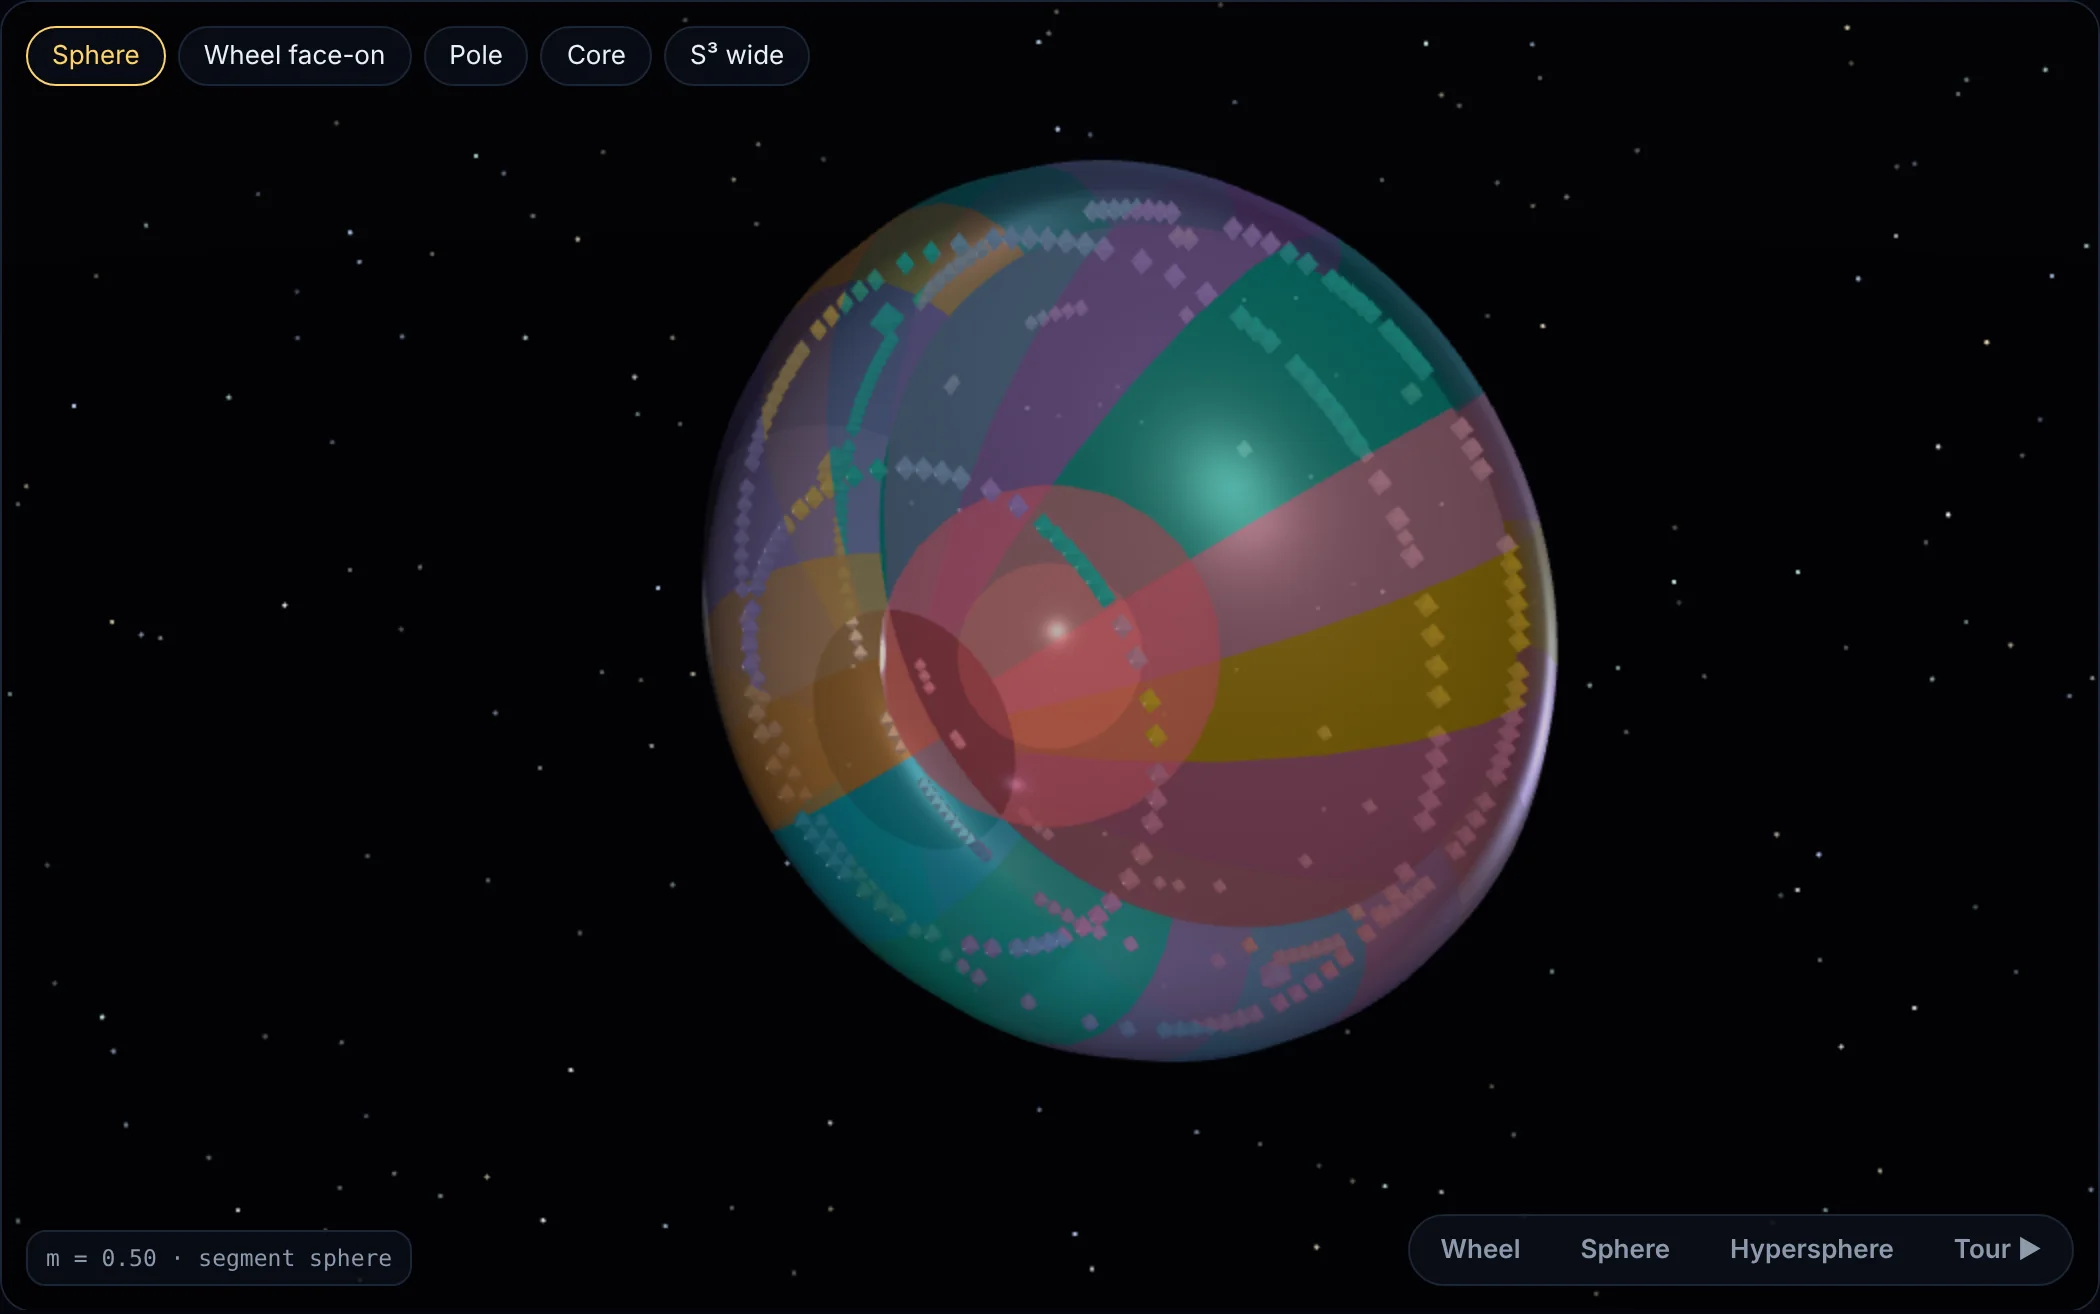 Sphere Wheel face-on Pole Core S³ wide
m = 0.50 · segment sphere
Wheel Sphere Hypersphere Tour ▶